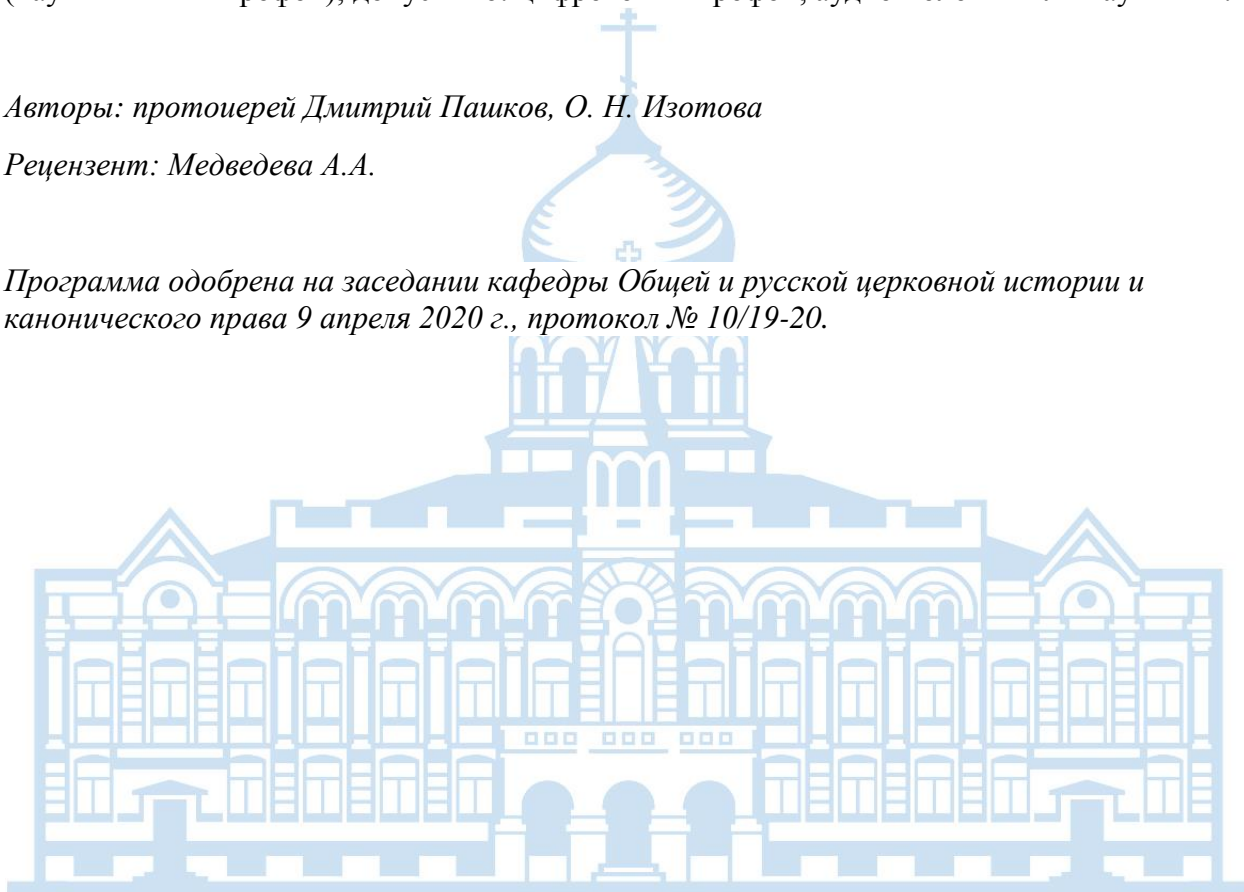 Авторы: протоиерей Дмитрий Пашков, О. Н. Изотова
Рецензент: Медведева А.А.
Программа одобрена на заседании кафедры Общей и русской церковной истории и
канонического права 9 апреля 2020 г., протокол № 10/19-20.